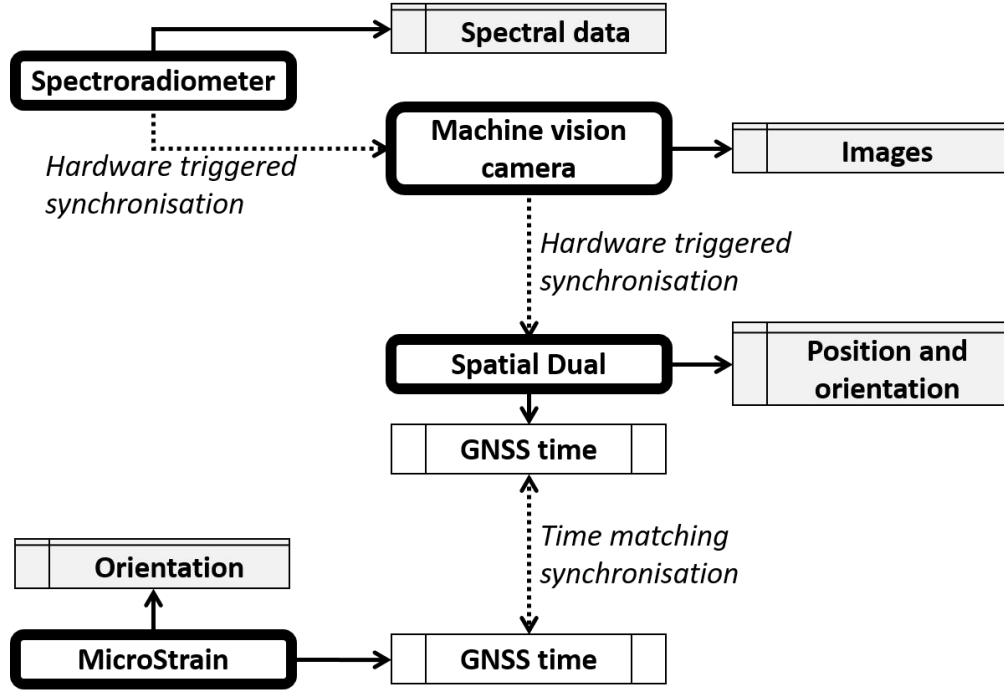 Spectral data
Spectroradiometer
Machine vision
camera
Images
Hardware triggered
synchronisation
Hardware triggered
synchronisation
Spatial Dual
Position and
orientation
GNSS time
Time matching
synchronisation
Orientation
MicroStrain
GNSS time